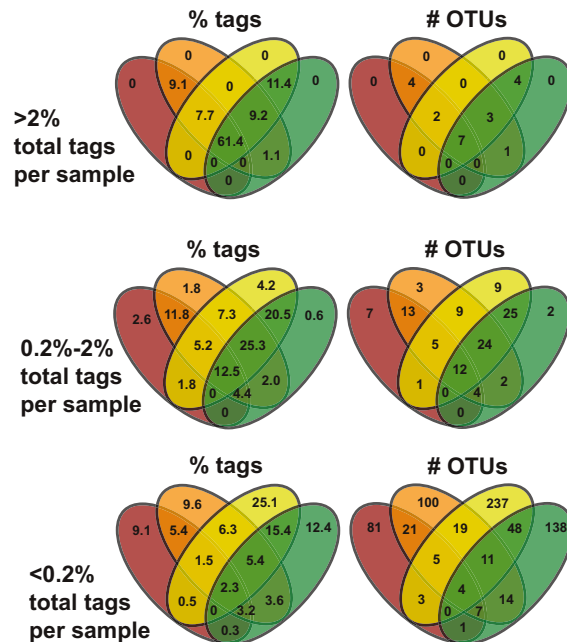 % tags # OTUs
0 0 0 0 0 0
0 9.1 0 11.4 0 0 4 0 4 0
>2%
total tags
per sample
7.7 9.2 2 3
61.4 7
0 0 0 1.1 0 0 0 1
0 0
% tags # OTUs
1.8 4.2 3 9
2.6 11.8 7.3 20.5 0.6 7 13 9 25 2
0.2%-2%
total tags
per sample
5.2 25.3 5 24
12.5 12
1.8 0 4.4 2.0 1 0 4 2
0 0
% tags # OTUs
9.6 25.1 100 237
9.1 5.4 6.3 15.4 12.4 81 21 19 48 138
<0.2%
total tags
per sample
1.5 5.4 5 11
2.3 4
0.5 0 3.2 3.6 3 0 7 14
0.3 1